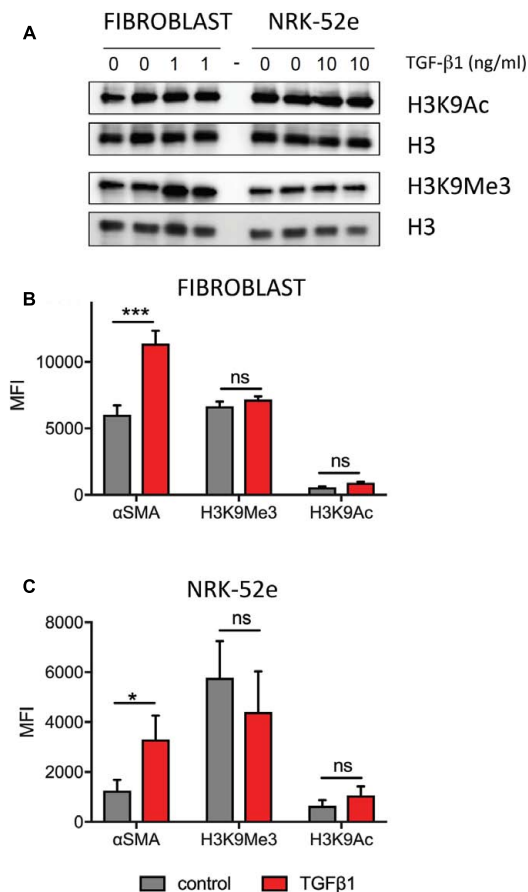 A
FIBROBLAST NRK-52e
0 0 1 1 - 0 0 10 10 TGF-β1 (ng/ml)
H3K9Ac
H3
H3K9Me3
H3
B
FIBROBLAST
***
ns
ns
MFI
10000
5000
0
αSMA H3K9Me3 H3K9Ac
C
NRK-52e
8000
ns
6000
MFI
4000
*
2000
ns
0
αSMA H3K9Me3 H3K9Ac
control TGFβ1